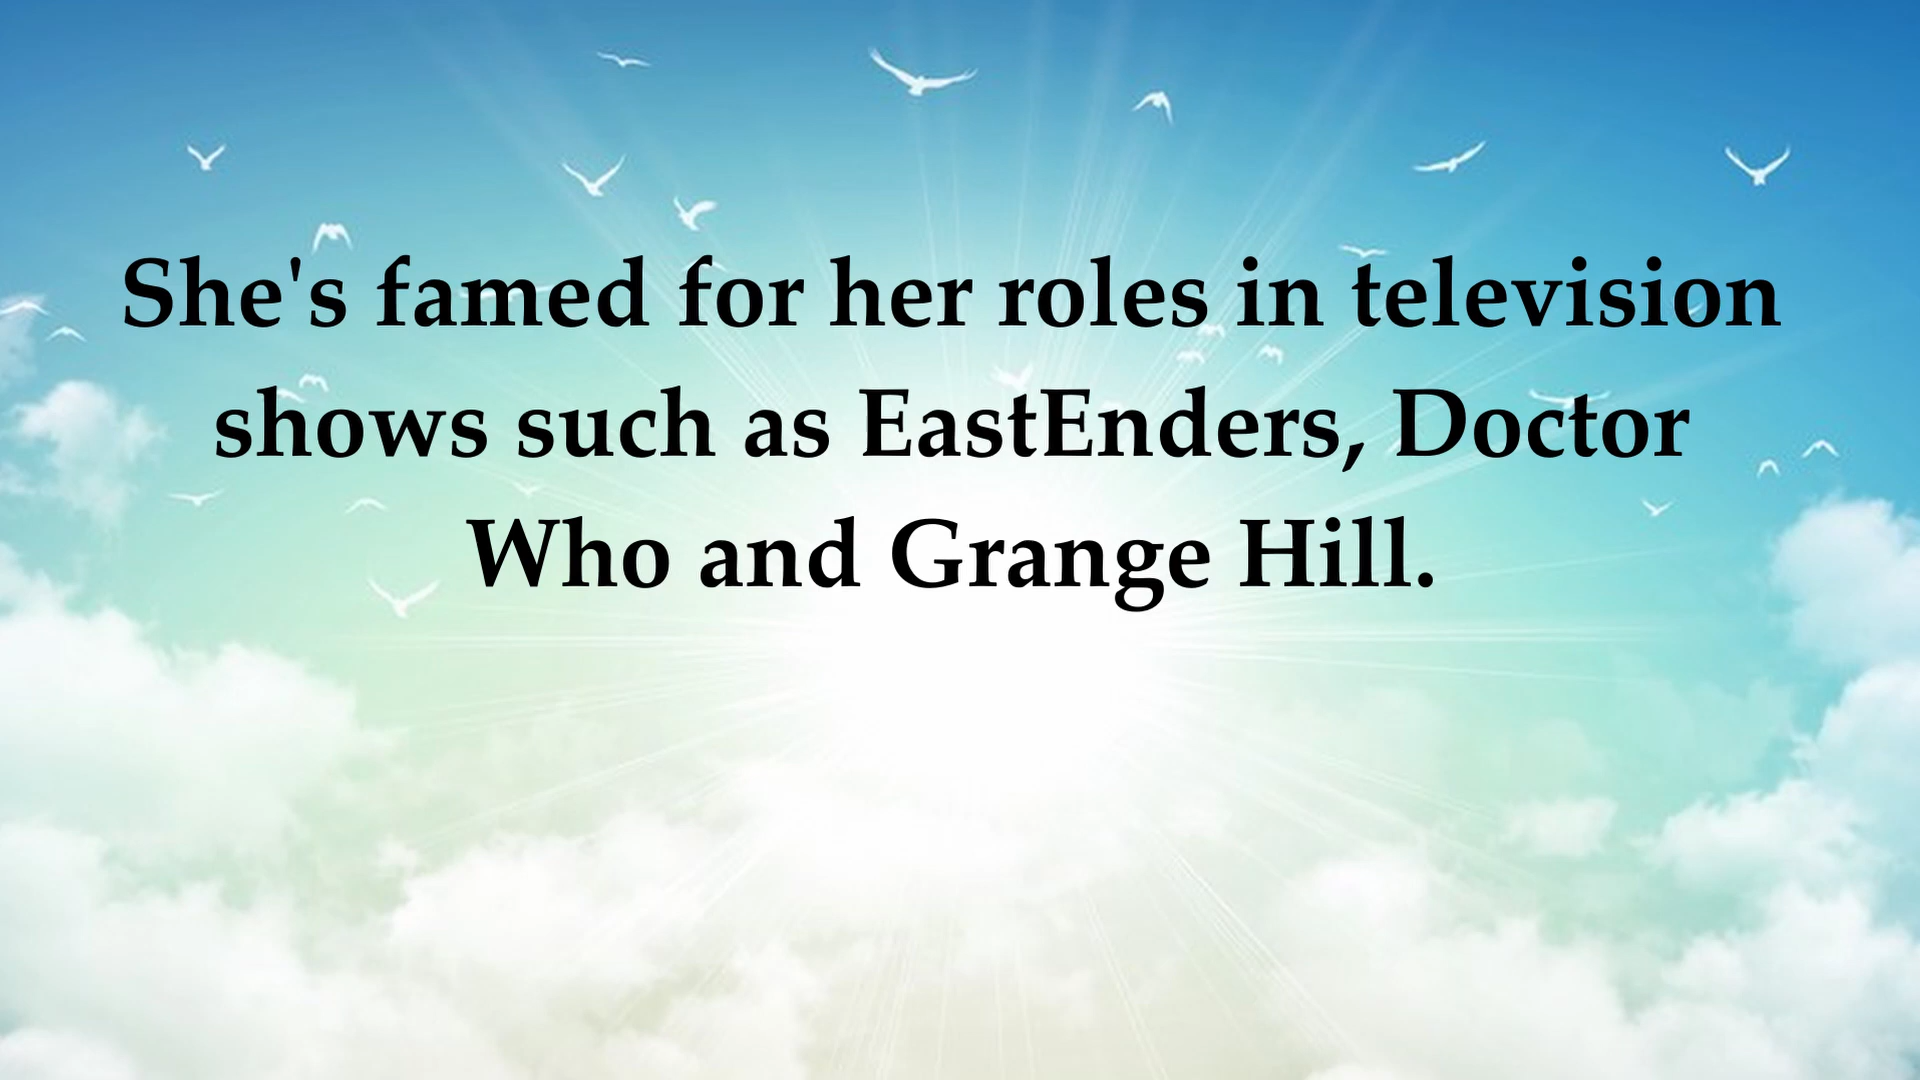 She's famed for her roles in television
shows such as EastEnders, Doctor
Who and Grange Hill.